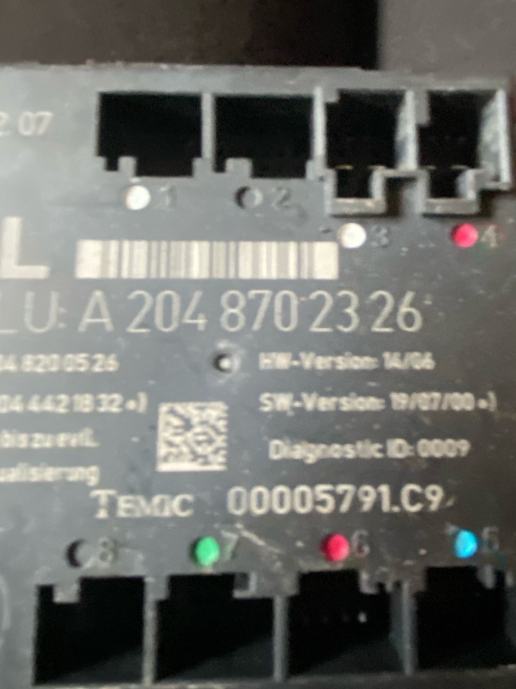 2 07
1 2
3 4
L
LU: A 204 870 23 26
04 820 05 26
HW-Version: 14/06
04 442 18 32 *)
SW-Version: 19/07/00 *)
bis zu evtl.
Diagnostic ID: 0009
ualisierung
TEMIC 00005791.C9
8 7 6 5